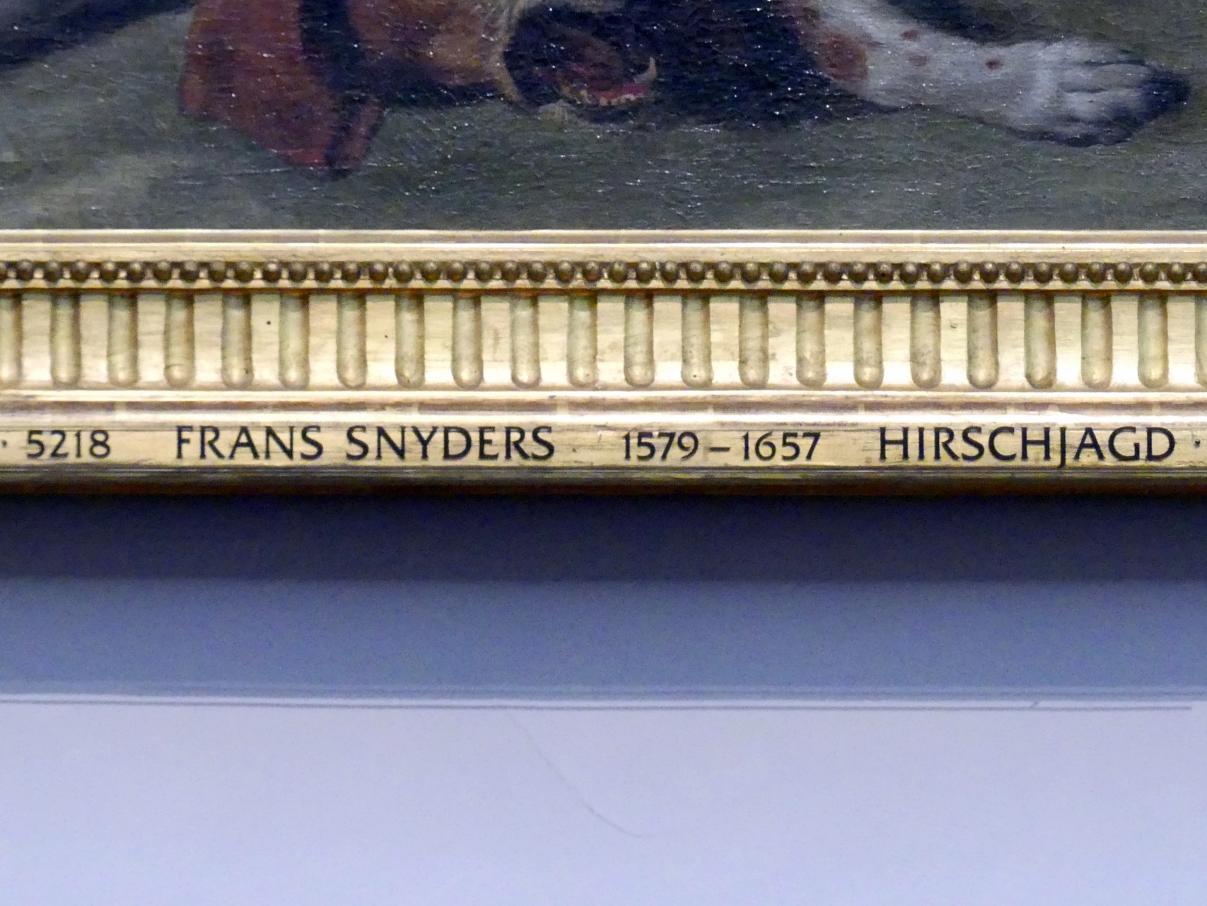 · 5218 FRANS SNYDERS 1579 – 1657 HIRSCHJAGD ·